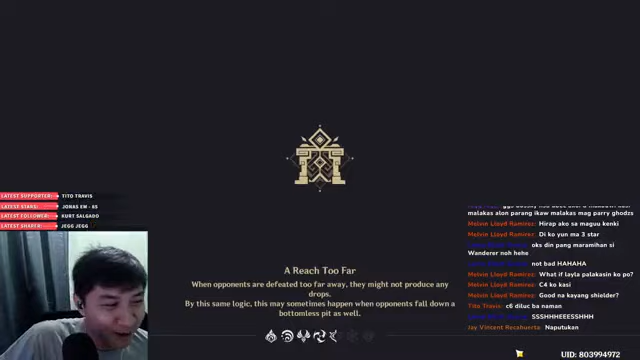 LATEST SUPPORTER: TITO TRAVIS
LATEST STARS: JONAS EM - 65
LATEST FOLLOWER: KURT SALGADO
LATEST SHARER: JEGG JEGG
A Reach Too Far
When opponents are defeated too far away, they might not produce any
drops.
By this same logic, this may sometimes happen when opponents fall down a
bottomless pit as well.
malakas alon parang ikaw malakas mag parry ghodzs
Melvin Lloyd Ramirez: Hirap ako sa maguu kenki
Melvin Lloyd Ramirez: Di ko yun ma 3 star
oks din pang maramihan si
Wanderer noh hehe
not bad HAHAHA
Melvin Lloyd Ramirez: What if layla palakasin ko po?
Melvin Lloyd Ramirez: C4 ko kasi
Melvin Lloyd Ramirez: Good na kayang shielder?
Tito Travis: c6 diluc ba naman
SSSHHHEEEESSHHH
Jay Vincent Recahuerta: Naputukan
UID: 803994972